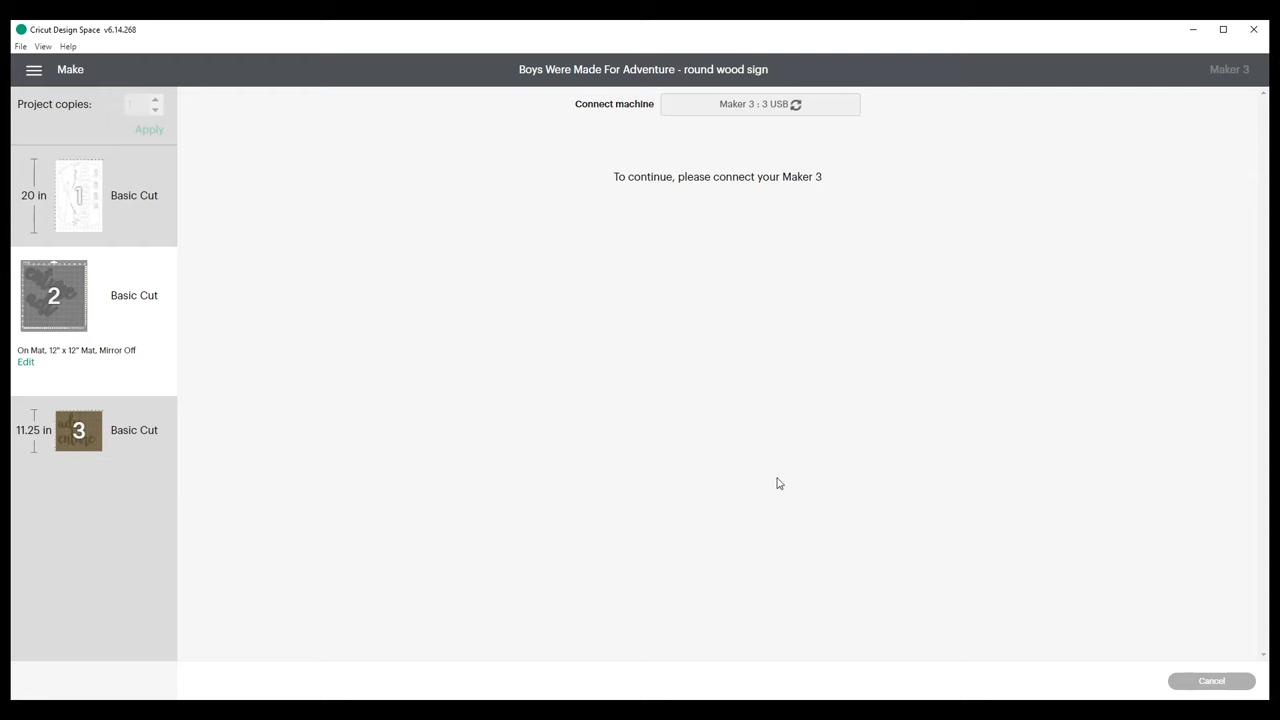 Cricut Design Space v6.14.268
File View Help
Make
Boys Were Made For Adventure - round wood sign
Maker 3
Project copies: 1
Apply
Connect machine
Maker 3 : 3 USB
To continue, please connect your Maker 3
20 in
1
Basic Cut
2
Basic Cut
On Mat, 12" x 12" Mat, Mirror Off
Edit
11.25 in
3
Basic Cut
Cancel